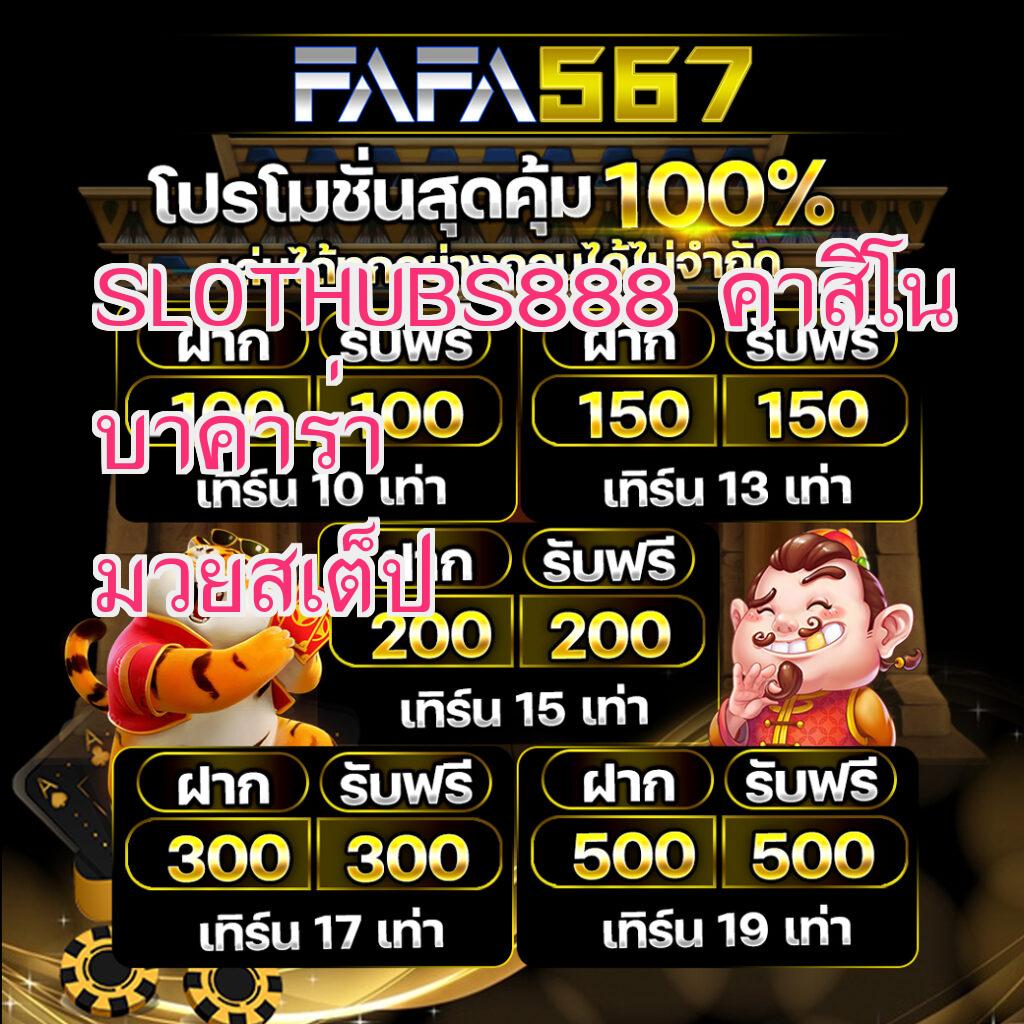 FAFA567
โปรโมชั่นสุดคุ้ม 100%
SLOTHUBS888 คาสิโน
ฝาก รับฟรี ฝาก รับฟรี
100 100 150 150
บาคาร่า
เทิร์น 10 เท่า เทิร์น 13 เท่า
มวยสเต็ป
ฝาก รับฟรี
200 200
เทิร์น 15 เท่า
ฝาก รับฟรี ฝาก รับฟรี
300 300 500 500
เทิร์น 17 เท่า เทิร์น 19 เท่า